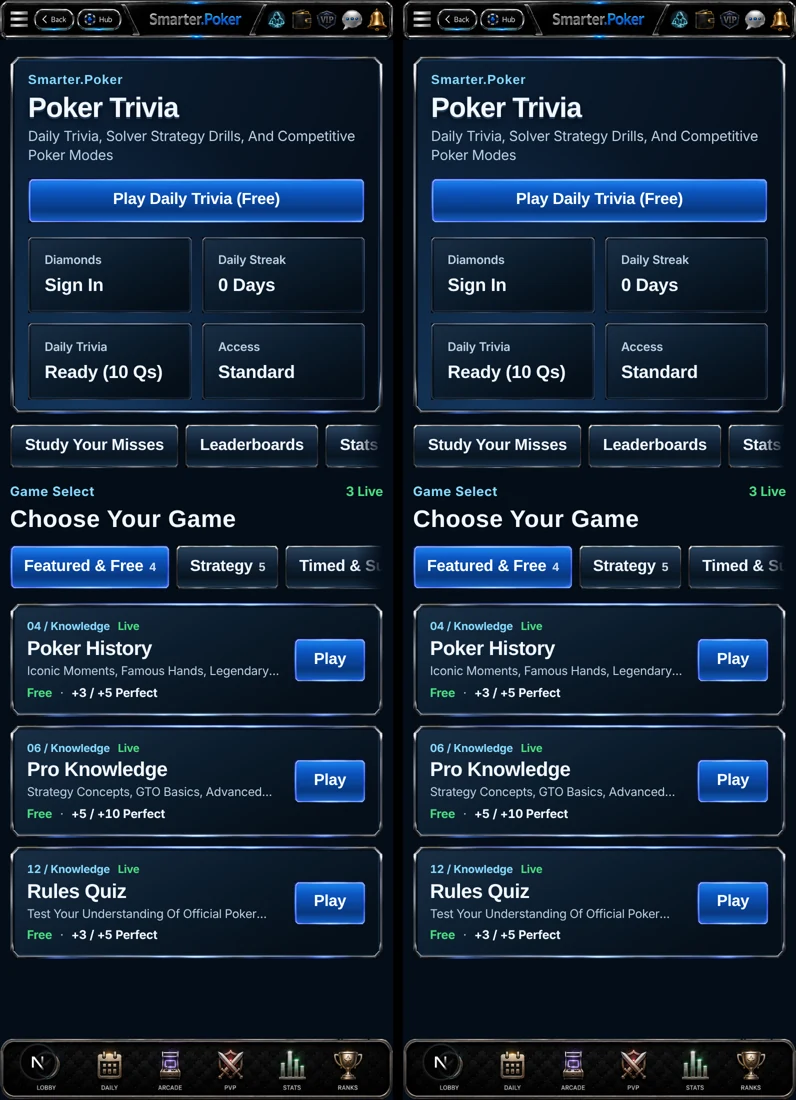 Back
Hub
Smarter.Poker
VIP
Smarter.Poker
Poker Trivia
Daily Trivia, Solver Strategy Drills, And Competitive
Poker Modes
Play Daily Trivia (Free)
Diamonds
Sign In
Daily Streak
0 Days
Daily Trivia
Ready (10 Qs)
Access
Standard
Study Your Misses
Leaderboards
Stats
Game Select
3 Live
Choose Your Game
Featured & Free 4
Strategy 5
Timed & Su
04 / Knowledge Live
Poker History
Iconic Moments, Famous Hands, Legendary...
Free · +3 / +5 Perfect
Play
06 / Knowledge Live
Pro Knowledge
Strategy Concepts, GTO Basics, Advanced...
Free · +5 / +10 Perfect
Play
12 / Knowledge Live
Rules Quiz
Test Your Understanding Of Official Poker...
Free · +3 / +5 Perfect
Play
N
LOBBY
DAILY
ARCADE
PVP
STATS
RANKS
Back
Hub
Smarter.Poker
VIP
Smarter.Poker
Poker Trivia
Daily Trivia, Solver Strategy Drills, And Competitive
Poker Modes
Play Daily Trivia (Free)
Diamonds
Sign In
Daily Streak
0 Days
Daily Trivia
Ready (10 Qs)
Access
Standard
Study Your Misses
Leaderboards
Stats
Game Select
3 Live
Choose Your Game
Featured & Free 4
Strategy 5
Timed & Su
04 / Knowledge Live
Poker History
Iconic Moments, Famous Hands, Legendary...
Free · +3 / +5 Perfect
Play
06 / Knowledge Live
Pro Knowledge
Strategy Concepts, GTO Basics, Advanced...
Free · +5 / +10 Perfect
Play
12 / Knowledge Live
Rules Quiz
Test Your Understanding Of Official Poker...
Free · +3 / +5 Perfect
Play
N
LOBBY
DAILY
ARCADE
PVP
STATS
RANKS